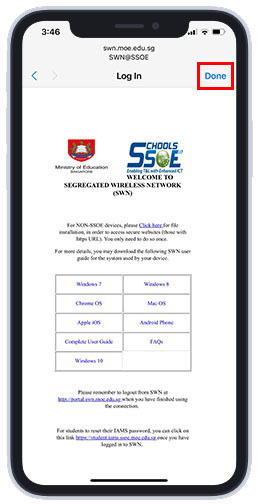 3:46
swn.moe.edu.sg
SWN@SSOE
Log In
Done
Ministry of Education
SINGAPORE
SCHOOLS
SSOE
Enabling T&L with Enhanced ICT
WELCOME TO
SEGREGATED WIRELESS NETWORK
(SWN)
For NON-SSOE devices, please Click here for file
installation, in order to access secure websites (those with
https URL). You only need to do so once.
For more details, you may download the following SWN user
guide for the system used by your device.
Windows 7 Windows 8
Chrome OS Mac OS
Apple iOS Android Phone
Complete User Guide FAQs
Windows 10
Please remember to logout from SWN at
http://portal.swn.moe.edu.sg when you have finished using
the connection.
For students to reset their IAMS password, you can click on
this link https://student.iams.ssoe.moe.edu.sg once you have
logged in to SWN.